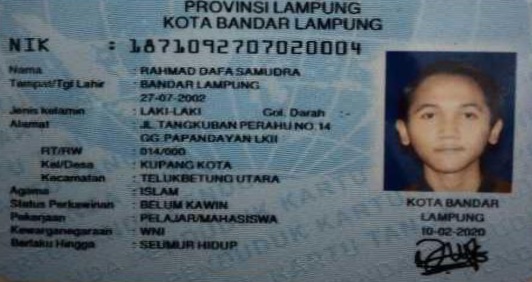 PROVINSI LAMPUNG
KOTA BANDAR LAMPUNG
NIK : 1871092707020004
Nama : RAHMAD DAFA SAMUDRA
Tempat/Tgl Lahir : BANDAR LAMPUNG
27-07-2002
Jenis kelamin : LAKI-LAKI Gol. Darah : -
Alamat : JL. TANGKUBAN PERAHU NO. 14
GG. PAPANDAYAN LKII
RT/RW : 014/000
Kel/Desa : KUPANG KOTA
Kecamatan : TELUKBETUNG UTARA
Agama : ISLAM
Status Perkawinan : BELUM KAWIN
Pekerjaan : PELAJAR/MAHASISWA
Kewarganegaraan : WNI
Berlaku Hingga : SEUMUR HIDUP
KOTA BANDAR
LAMPUNG
10-02-2020